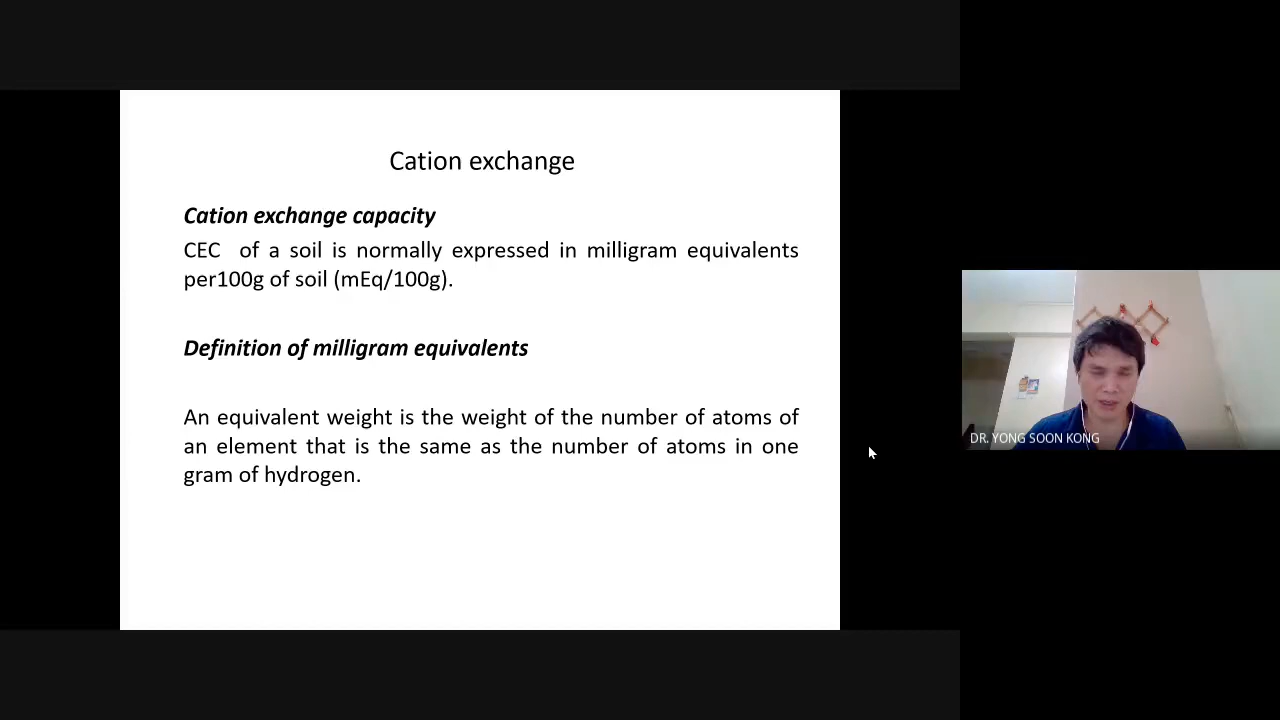 Cation exchange
Cation exchange capacity
CEC of a soil is normally expressed in milligram equivalents
per100g of soil (mEq/100g).
Definition of milligram equivalents
An equivalent weight is the weight of the number of atoms of
an element that is the same as the number of atoms in one
gram of hydrogen.
DR. YONG SOON KONG